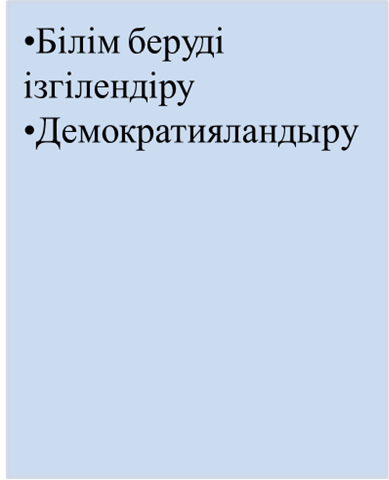 •Білім беруді
ізгілендіру
•Демократияландыру